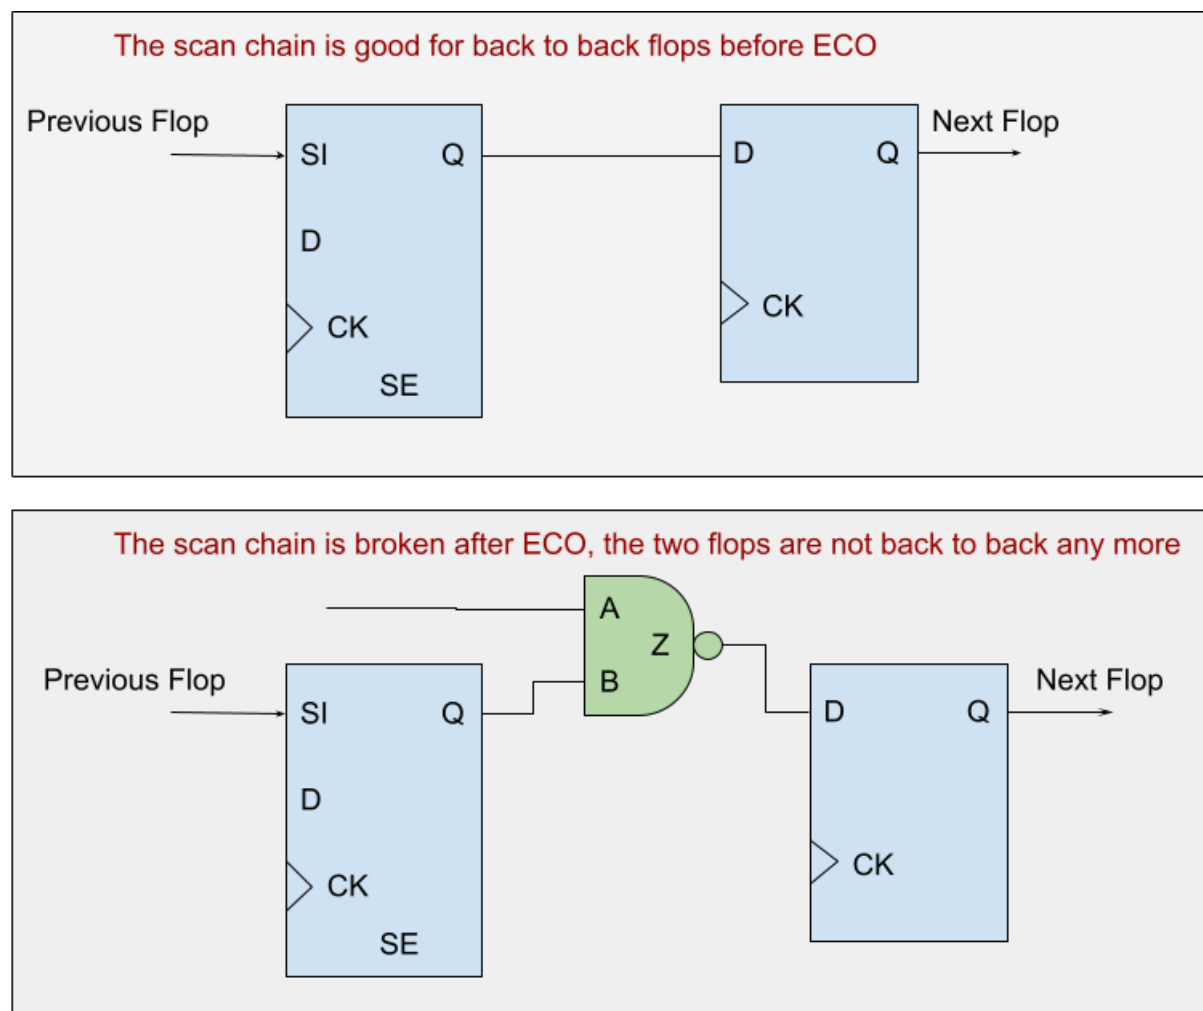 The scan chain is good for back to back flops before ECO
Previous Flop
Next Flop
SI
Q
D
Q
D
CK
CK
SE
The scan chain is broken after ECO, the two flops are not back to back any more
A
Z
B
Previous Flop
Next Flop
SI
Q
D
Q
D
CK
CK
SE